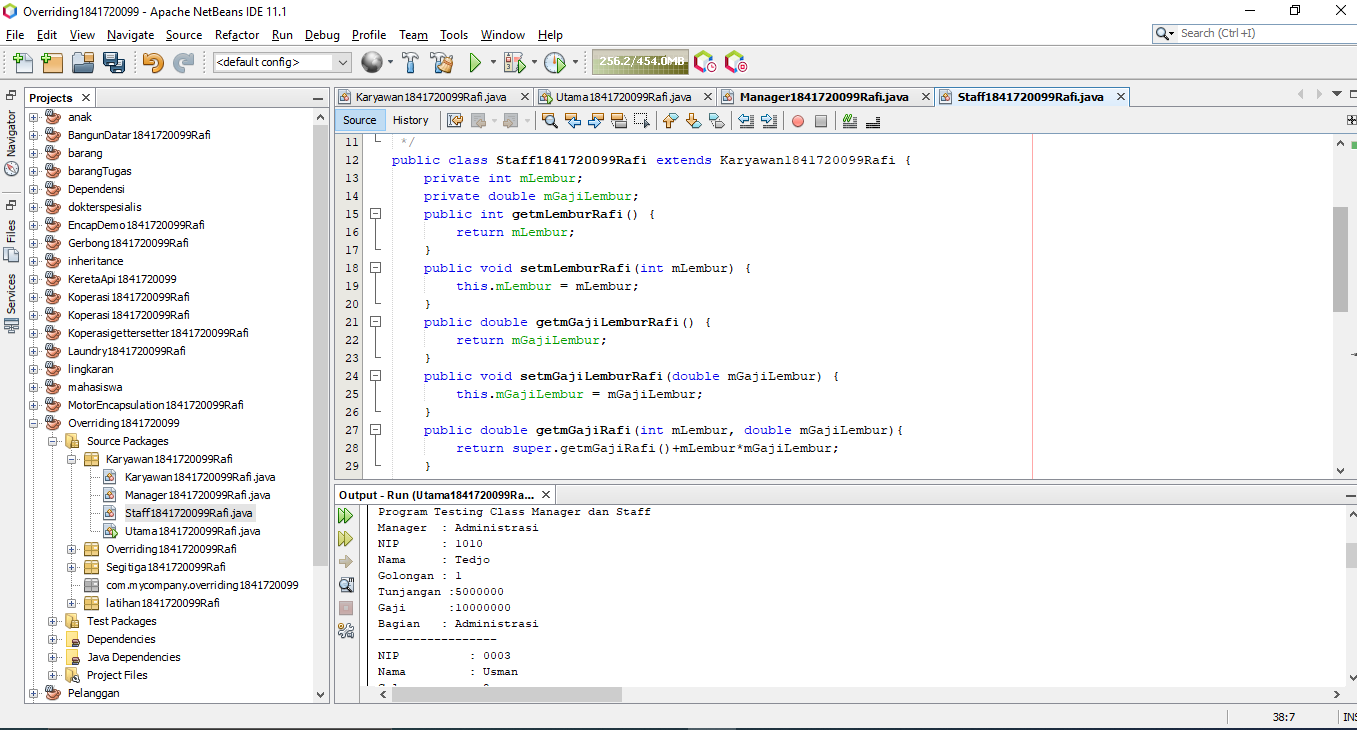 Overriding1841720099 - Apache NetBeans IDE 11.1
File Edit View Navigate Source Refactor Run Debug Profile Team Tools Window Help
Search (Ctrl+I)
<default config>
256.2/454.0MB
Navigator
Files
Services
Projects
anak
BangunDatar1841720099Rafi
barang
barangTugas
Dependensi
dokterspesialis
EncapDemo1841720099Rafi
Gerbong1841720099Rafi
inheritance
KeretaApi1841720099
Koperasi1841720099Rafi
Koperasi1841720099Rafi
Koperasigettersetter1841720099Rafi
Laundry1841720099Rafi
lingkaran
mahasiswa
MotorEncapsulation1841720099Rafi
Overriding1841720099
Source Packages
Karyawan1841720099Rafi
Karyawan1841720099Rafi.java
Manager1841720099Rafi.java
Staff1841720099Rafi.java
Utama1841720099Rafi.java
Overriding1841720099Rafi
Segitiga1841720099Rafi
com.mycompany.overriding1841720099
latihan1841720099Rafi
Test Packages
Dependencies
Java Dependencies
Project Files
Pelanggan
Karyawan1841720099Rafi.java Utama1841720099Rafi.java Manager1841720099Rafi.java Staff1841720099Rafi.java
Source History
11 */
12 public class Staff1841720099Rafi extends Karyawan1841720099Rafi {
13 private int mLembur;
14 private double mGajiLembur;
15 public int getmLemburRafi() {
16 return mLembur;
17 }
18 public void setmLemburRafi(int mLembur) {
19 this.mLembur = mLembur;
20 }
21 public double getmGajiLemburRafi() {
22 return mGajiLembur;
23 }
24 public void setmGajiLemburRafi(double mGajiLembur) {
25 this.mGajiLembur = mGajiLembur;
26 }
27 public double getmGajiRafi(int mLembur, double mGajiLembur){
28 return super.getmGajiRafi()+mLembur*mGajiLembur;
29 }
Output - Run (Utama1841720099Ra...
Program Testing Class Manager dan Staff
Manager : Administrasi
NIP : 1010
Nama : Tedjo
Golongan : 1
Tunjangan :5000000
Gaji :10000000
Bagian : Administrasi
-----------------
NIP : 0003
Nama : Usman
38:7
INS